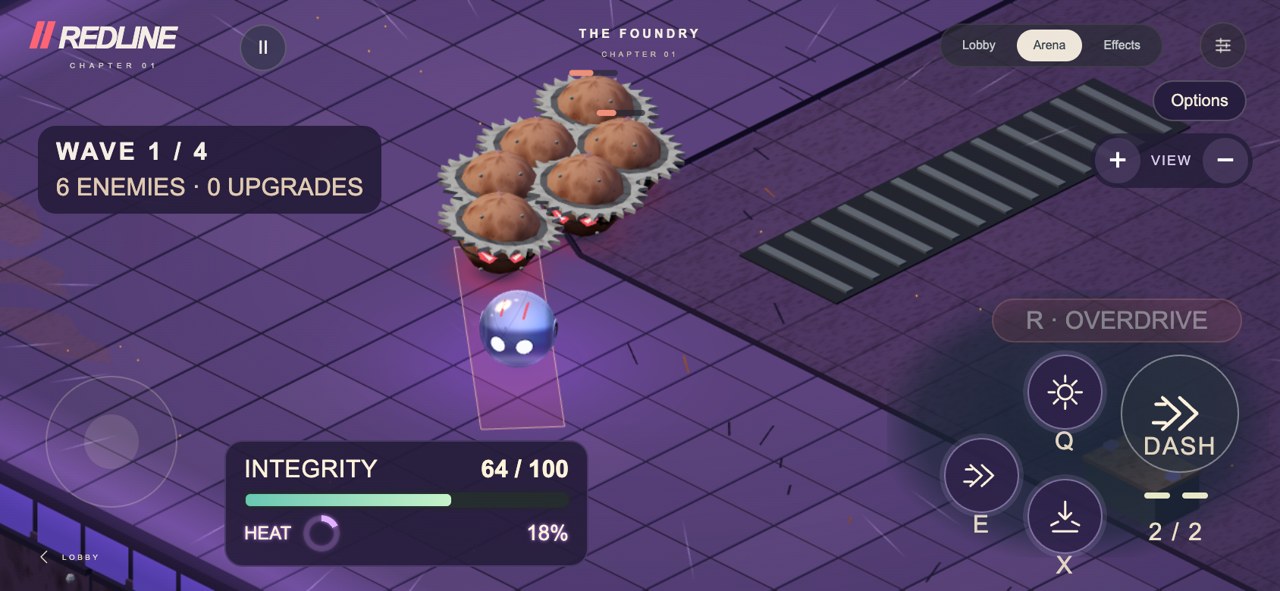 REDLINE
CHAPTER 01
THE FOUNDRY
CHAPTER 01
Lobby Arena Effects
Options
+ VIEW −
WAVE 1 / 4
6 ENEMIES · 0 UPGRADES
R · OVERDRIVE
Q
DASH
E
2 / 2
X
INTEGRITY 64 / 100
HEAT 18%
LOBBY